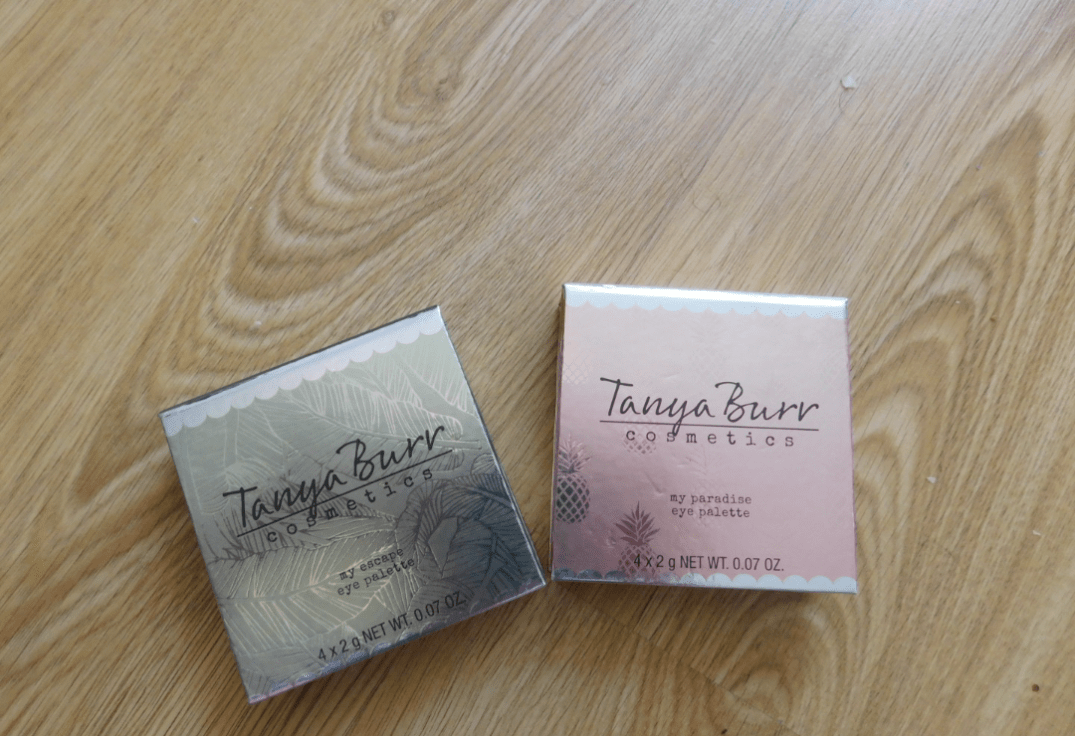 Tanya Burr
cosmetics
my escape
eye palette
4 x 2 g NET WT. 0.07 OZ.
Tanya Burr
cosmetics
my paradise
eye palette
4 x 2 g NET WT. 0.07 OZ.